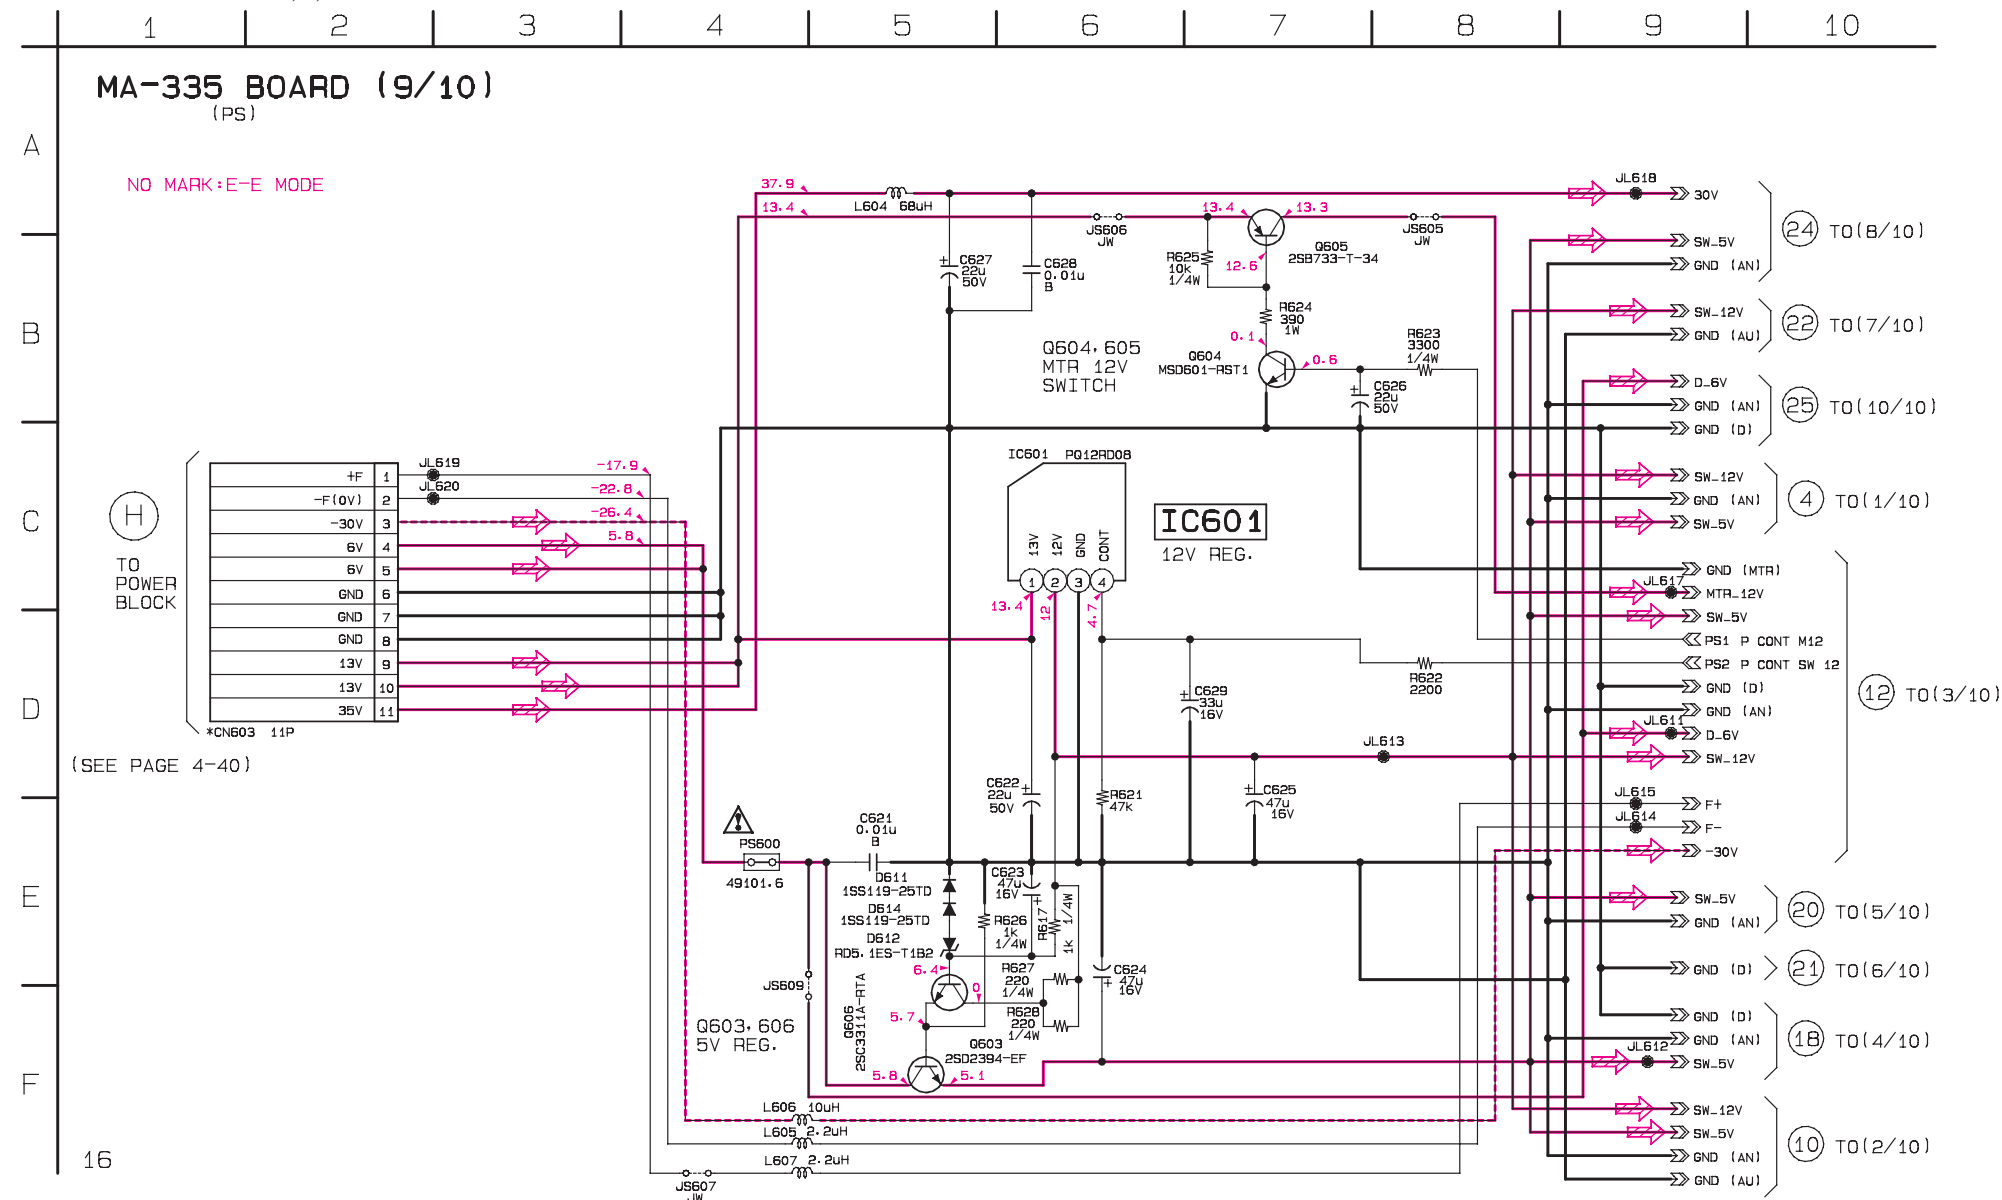 1 2 3 4 5 6 7 8 9 10
MA-335 BOARD (9/10)
(PS)
A
B
C
D
E
F
NO MARK:E-E MODE
H
TO
POWER
BLOCK
+F 1
-F(0V) 2
-30V 3
6V 4
6V 5
GND 6
GND 7
GND 8
13V 9
13V 10
35V 11
*CN603 11P
(SEE PAGE 4-40)
16
JL619
JL620
-17.9
-22.8
-26.4
5.8
37.9
13.4
L604 68uH
JS606
JW
13.4
13.3
Q605
2SB733-T-34
JS605
JW
C627
22u
50V
C628
0.01u
B
R625
10k
1/4W
12.6
R624
390
1W
0.1
Q604
MSD601-RST1
0.6
R623
3300
1/4W
C626
22u
50V
Q604,605
MTR 12V
SWITCH
IC601 PQ12RD08
13V
12V
GND
CONT
1 2 3 4
IC601
12V REG.
13.4
12
4.7
C629
33u
16V
R622
2200
C622
22u
50V
R621
47k
C625
47u
16V
JL613
PS600
49101.6
C621
0.01u
B
D611
1SS119-25TD
D614
1SS119-25TD
D612
RD5.1ES-T1B2
C623
47u
16V
R626
1k
1/4W
R617
1k
1/4W
R627
220
1/4W
R628
220
1/4W
C624
47u
16V
6.4
0
5.7
5.8
5.1
Q606
2SC3311A-RTA
Q603
2SD2394-EF
JS609
Q603,606
5V REG.
L606 10uH
L605 2.2uH
L607 2.2uH
JS607
JW
JL618
30V
SW_5V
GND (AN)
24 TO(8/10)
SW_12V
GND (AU)
22 TO(7/10)
D_6V
GND (AN)
GND (D)
25 TO(10/10)
SW_12V
GND (AN)
SW_5V
4 TO(1/10)
GND (MTR)
JL617
MTR_12V
SW_5V
PS1 P CONT M12
PS2 P CONT SW 12
GND (D)
GND (AN)
JL611
D_6V
SW_12V
JL615
F+
JL614
F-
-30V
12 TO(3/10)
SW_5V
GND (AN)
20 TO(5/10)
GND (D)
21 TO(6/10)
GND (D)
GND (AN)
JL612
SW_5V
18 TO(4/10)
SW_12V
SW_5V
GND (AN)
GND (AU)
10 TO(2/10)